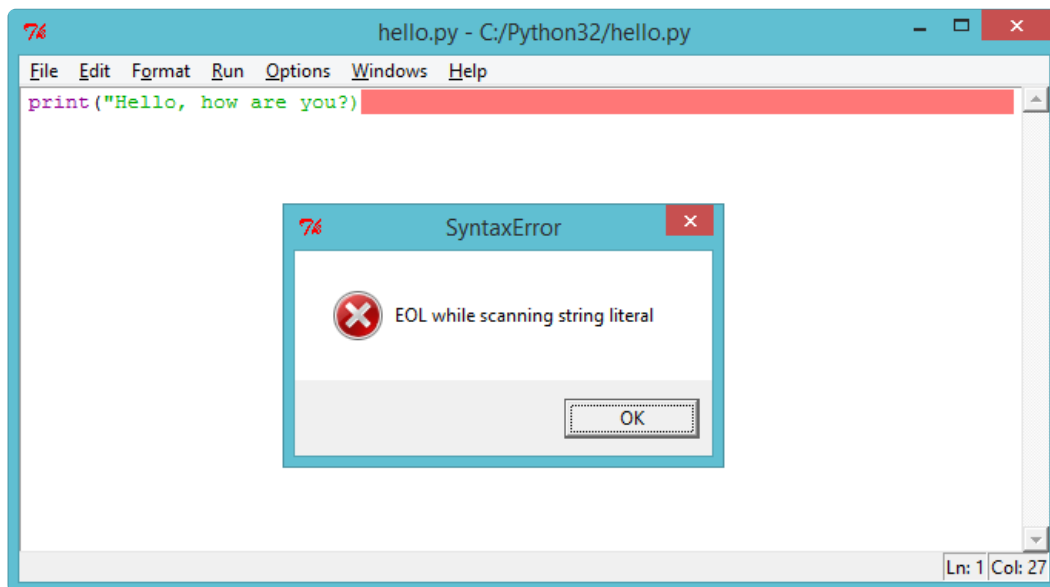 hello.py - C:/Python32/hello.py
File Edit Format Run Options Windows Help
print("Hello, how are you?)
SyntaxError
EOL while scanning string literal
OK
Ln: 1 Col: 27